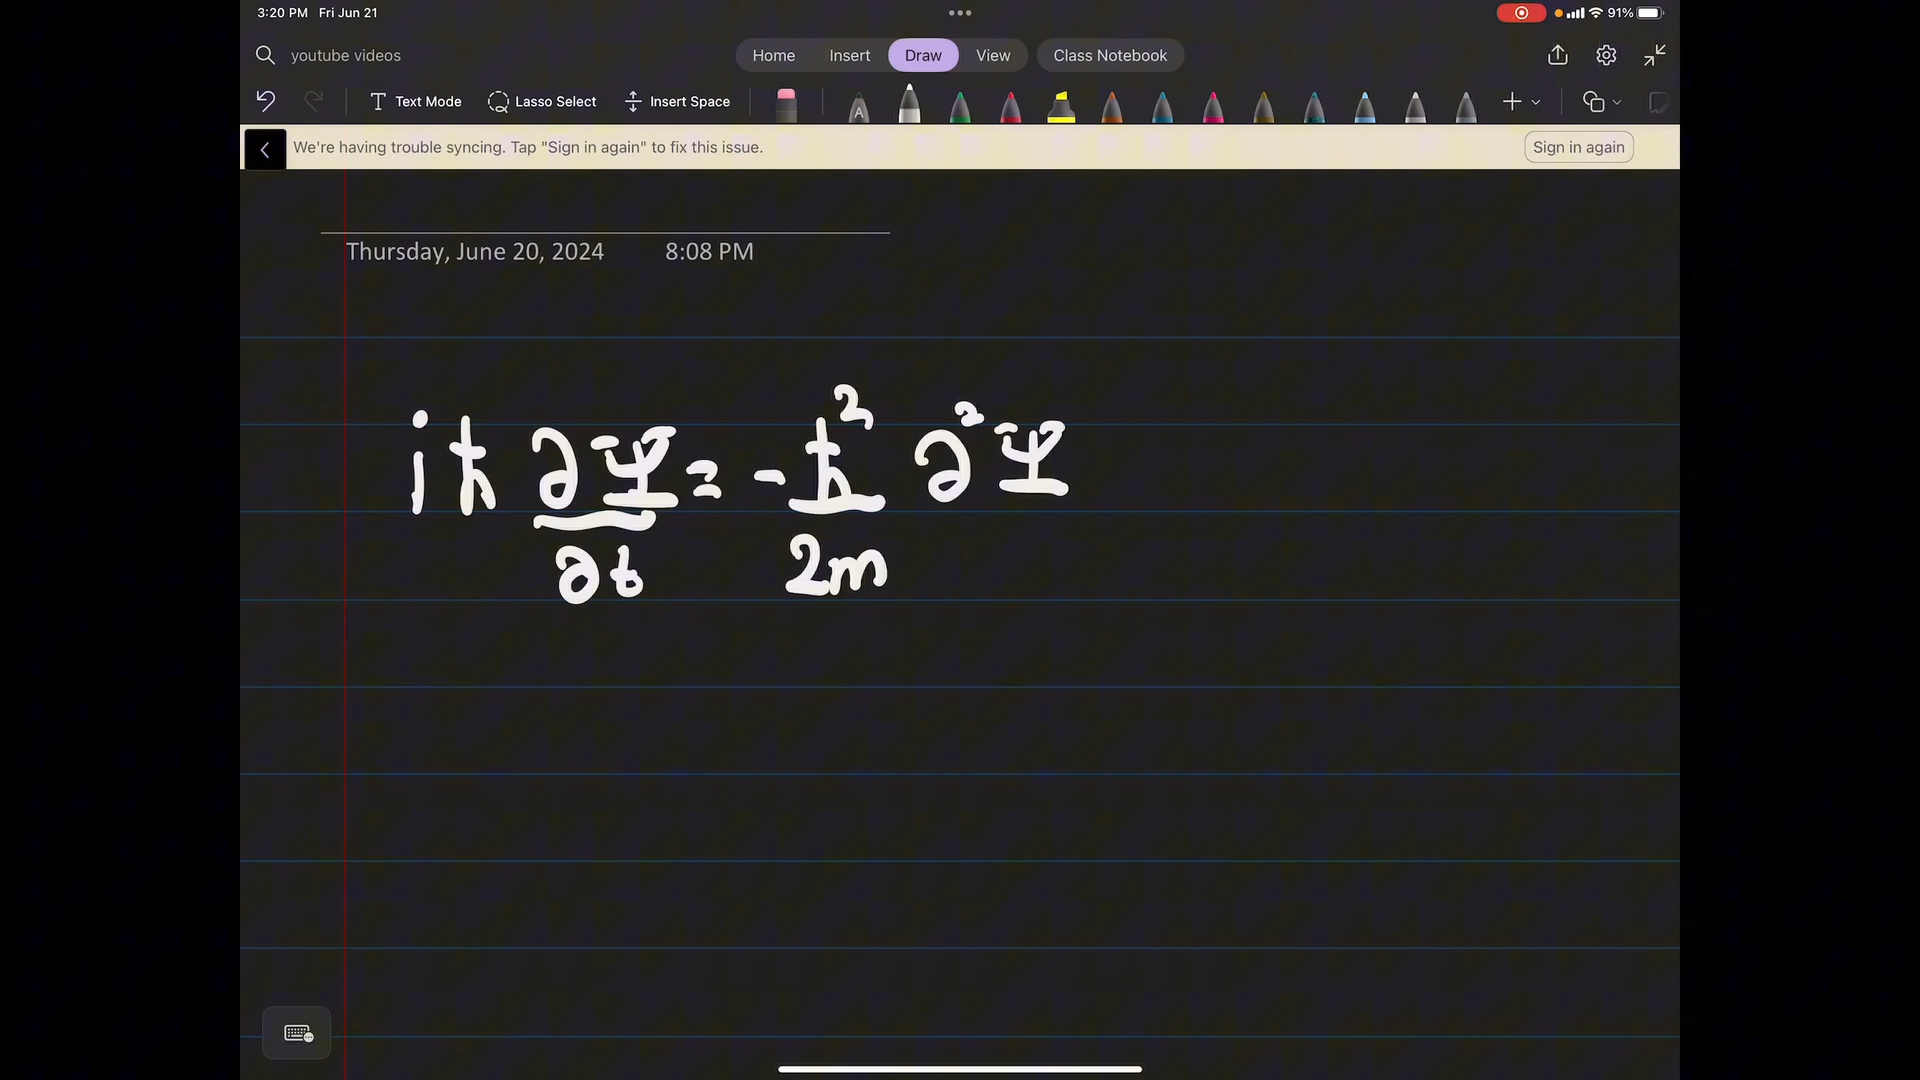 3:20 PM Fri Jun 21
91%
youtube videos
Home Insert Draw View Class Notebook
Text Mode Lasso Select Insert Space
A
We're having trouble syncing. Tap "Sign in again" to fix this issue.
Sign in again
Thursday, June 20, 2024 8:08 PM
iħ ∂Ψ/∂t = -ħ²/2m ∂²Ψ